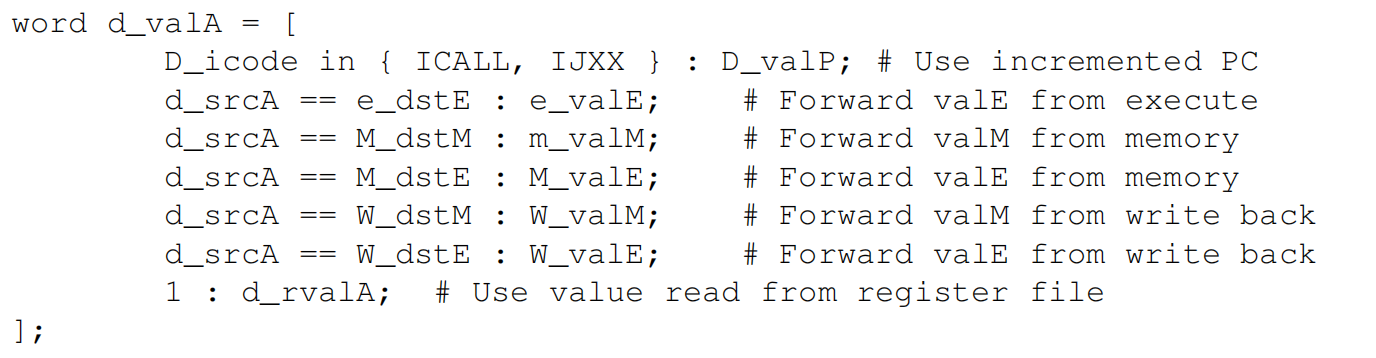 word d_valA = [
        D_icode in { ICALL, IJXX } : D_valP; # Use incremented PC
        d_srcA == e_dstE : e_valE;    # Forward valE from execute
        d_srcA == M_dstM : m_valM;    # Forward valM from memory
        d_srcA == M_dstE : M_valE;    # Forward valE from memory
        d_srcA == W_dstM : W_valM;    # Forward valM from write back
        d_srcA == W_dstE : W_valE;    # Forward valE from write back
        1 : d_rvalA;  # Use value read from register file
];